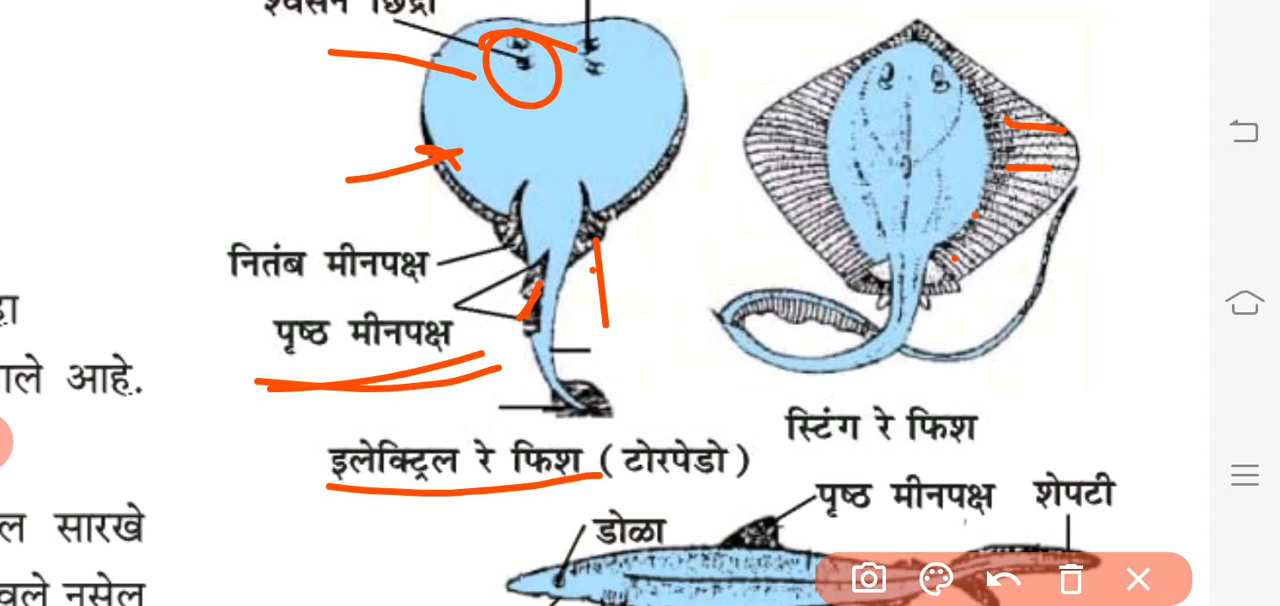 श्वसन छिद्रे
नितंब मीनपक्ष
पृष्ठ मीनपक्ष
ाले आहे.
स्टिंग रे फिश
इलेक्ट्रिल रे फिश (टोरपेडो)
पृष्ठ मीनपक्ष शेपटी
ल सारखे
डोळा
वले नसेल